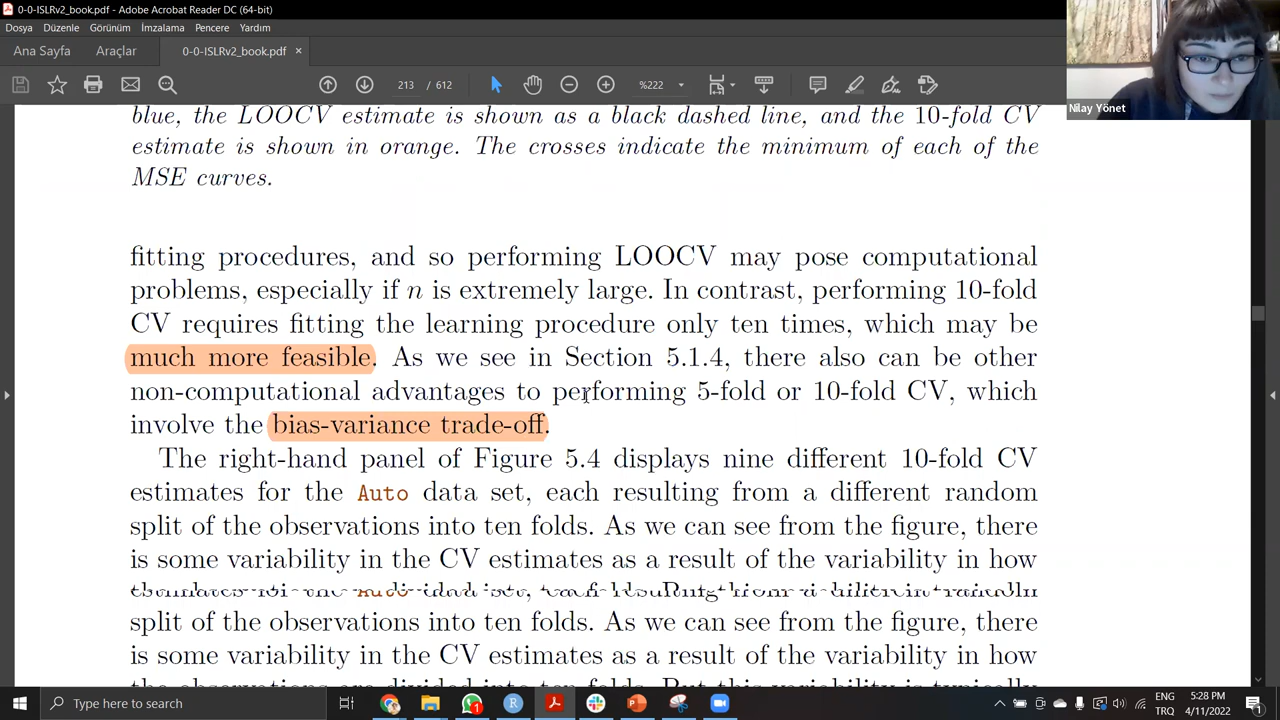 0-0-ISLRv2_book.pdf - Adobe Acrobat Reader DC (64-bit)
Dosya Düzenle Görünüm İmzalama Pencere Yardım
Ana Sayfa Araçlar 0-0-ISLRv2_book.pdf ×
213 / 612 %222
Nilay Yönet
blue, the LOOCV estimate is shown as a black dashed line, and the 10-fold CV
estimate is shown in orange. The crosses indicate the minimum of each of the
MSE curves.
fitting procedures, and so performing LOOCV may pose computational
problems, especially if n is extremely large. In contrast, performing 10-fold
CV requires fitting the learning procedure only ten times, which may be
much more feasible. As we see in Section 5.1.4, there also can be other
non-computational advantages to performing 5-fold or 10-fold CV, which
involve the bias-variance trade-off.
The right-hand panel of Figure 5.4 displays nine different 10-fold CV
estimates for the Auto data set, each resulting from a different random
split of the observations into ten folds. As we can see from the figure, there
is some variability in the CV estimates as a result of the variability in how
split of the observations into ten folds. As we can see from the figure, there
is some variability in the CV estimates as a result of the variability in how
Type here to search
ENG 5:28 PM
TRQ 4/11/2022